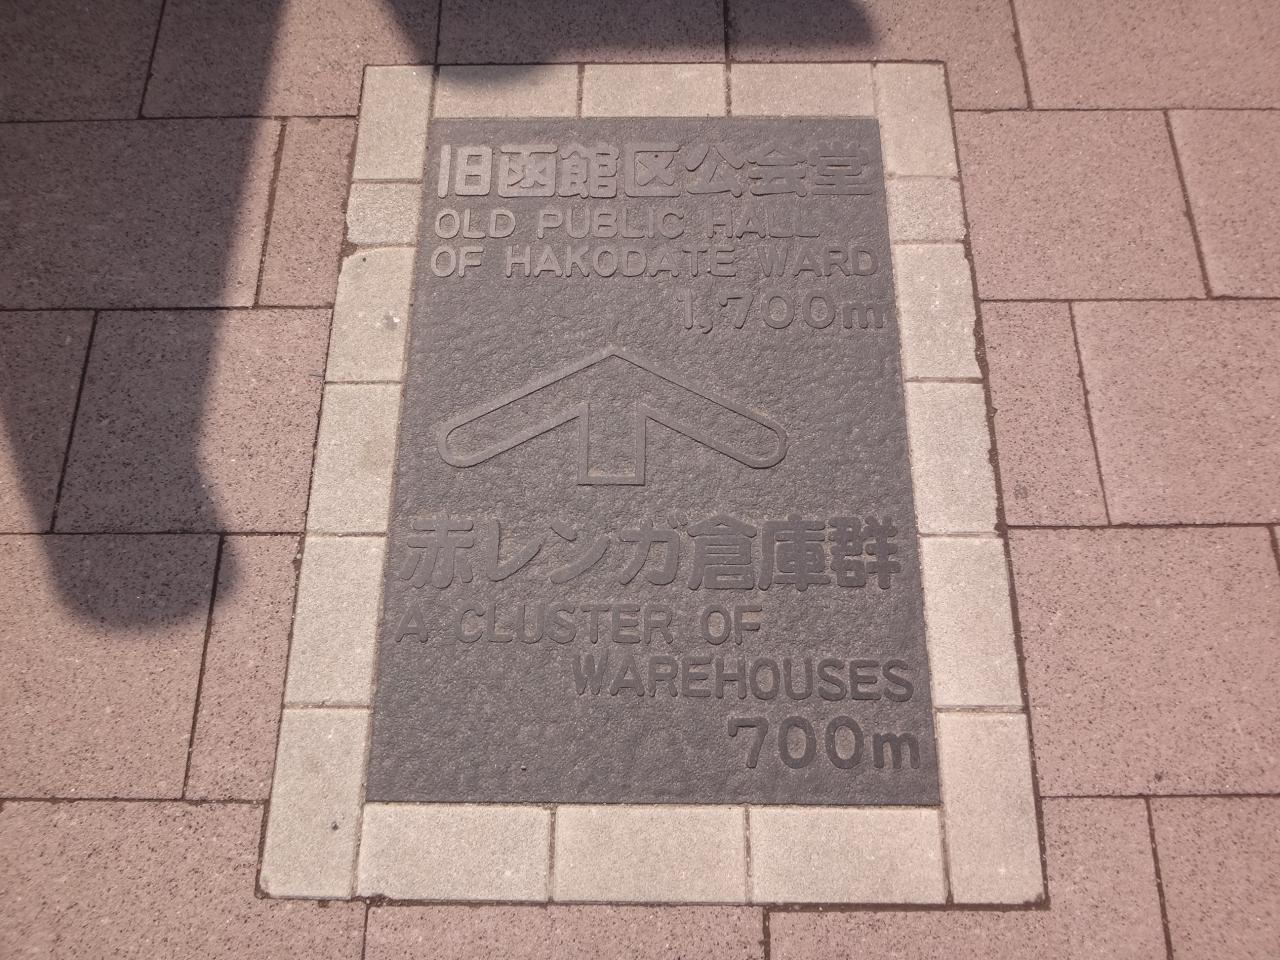 旧函館区公会堂
OLD PUBLIC HALL
OF HAKODATE WARD
1,700m
赤レンガ倉庫群
A CLUSTER OF
WAREHOUSES
700m